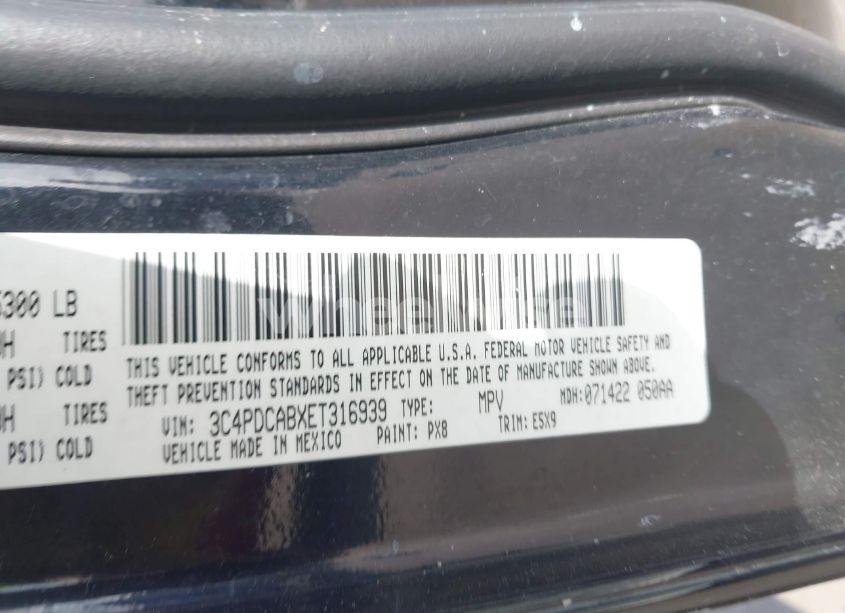 5300 LB
TIRES
PSI) COLD
PSI) COLD
THIS VEHICLE CONFORMS TO ALL APPLICABLE U.S.A. FEDERAL MOTOR VEHICLE SAFETY AND
THEFT PREVENTION STANDARDS IN EFFECT ON THE DATE OF MANUFACTURE SHOWN ABOVE.
VIN: 3C4PDCABXET316939 TYPE: MPV MDH:071422 050AA
VEHICLE MADE IN MEXICO PAINT: PX8 TRIM: E5X9